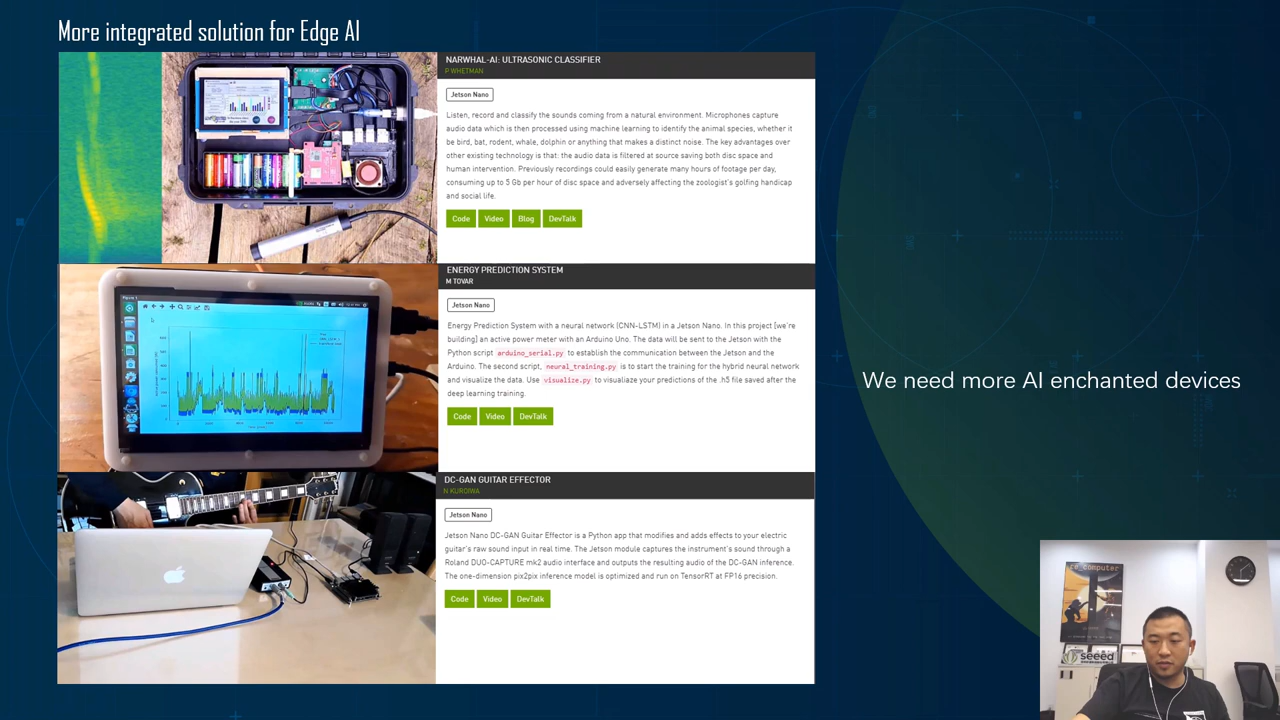 More integrated solution for Edge AI
NARWHAL-AI: ULTRASONIC CLASSIFIER
P WHETMAN
Jetson Nano
Listen, record and classify the sounds coming from a natural environment. Microphones capture
audio data which is then processed using machine learning to identify the animal species, whether it
be bird, bat, rodent, whale, dolphin or anything that makes a distinct noise. The key advantages over
other existing technology is that: the audio data is filtered at source saving both disc space and
human intervention. Previously recordings could easily generate many hours of footage per day,
consuming up to 5 Gb per hour of disc space and adversely affecting the zoologist's golfing handicap
and social life.
Code Video Blog DevTalk
ENERGY PREDICTION SYSTEM
M TOVAR
Jetson Nano
Energy Prediction System with a neural network (CNN-LSTM) in a Jetson Nano. In this project [we're
building] an active power meter with an Arduino Uno. The data will be sent to the Jetson with the
Python script arduino_serial.py to establish the communication between the Jetson and the
Arduino. The second script, neural_training.py is to start the training for the hybrid neural network
and visualize the data. Use visualize.py to visualiaze your predictions of the .h5 file saved after the
deep learning training.
Code Video DevTalk
DC-GAN GUITAR EFFECTOR
N KUROIWA
Jetson Nano
Jetson Nano DC-GAN Guitar Effector is a Python app that modifies and adds effects to your electric
guitar's raw sound input in real time. The Jetson module captures the instrument's sound through a
Roland DUO-CAPTURE mk2 audio interface and outputs the resulting audio of the DC-GAN inference.
The one-dimension pix2pix inference model is optimized and run on TensorRT at FP16 precision.
Code Video DevTalk
We need more AI enchanted devices
seeed